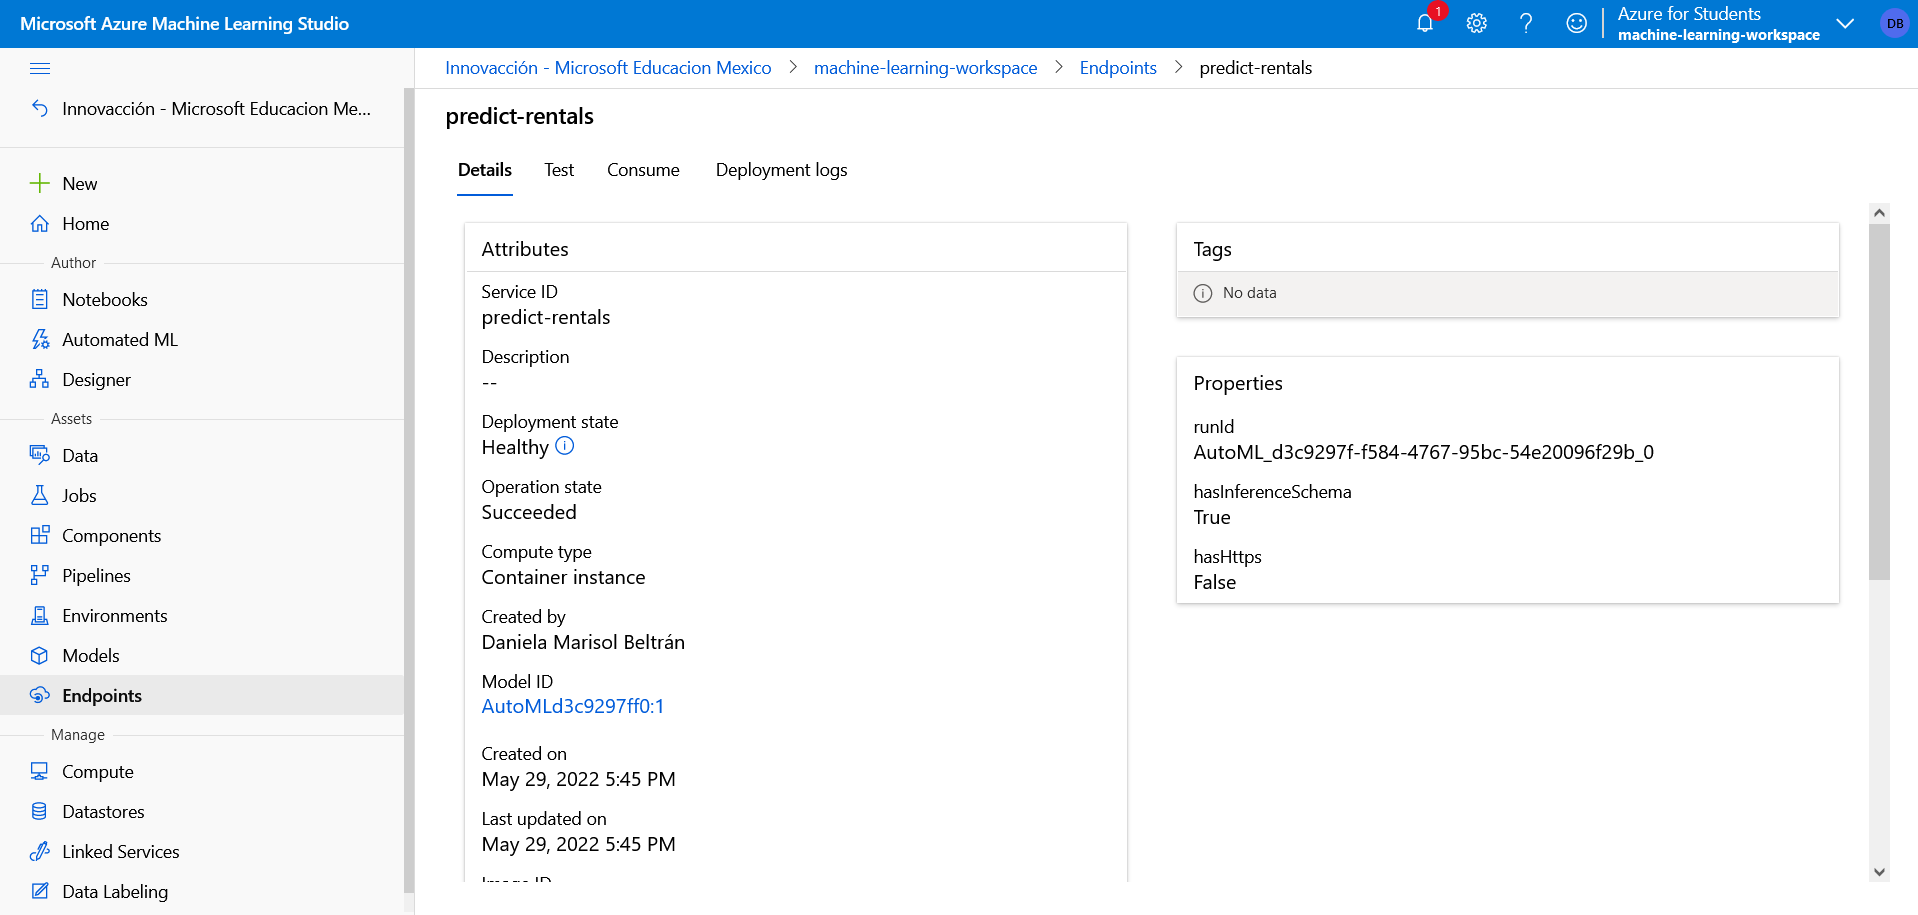 Microsoft Azure Machine Learning Studio
1
Azure for Students
machine-learning-workspace
DB
Innovacción - Microsoft Educacion Me...
New
Home
Author
Notebooks
Automated ML
Designer
Assets
Data
Jobs
Components
Pipelines
Environments
Models
Endpoints
Manage
Compute
Datastores
Linked Services
Data Labeling
Innovacción - Microsoft Educacion Mexico > machine-learning-workspace > Endpoints > predict-rentals
predict-rentals
Details Test Consume Deployment logs
Attributes
Service ID
predict-rentals
Description
--
Deployment state
Healthy
Operation state
Succeeded
Compute type
Container instance
Created by
Daniela Marisol Beltrán
Model ID
AutoMLd3c9297ff0:1
Created on
May 29, 2022 5:45 PM
Last updated on
May 29, 2022 5:45 PM
Image ID
Tags
No data
Properties
runId
AutoML_d3c9297f-f584-4767-95bc-54e20096f29b_0
hasInferenceSchema
True
hasHttps
False